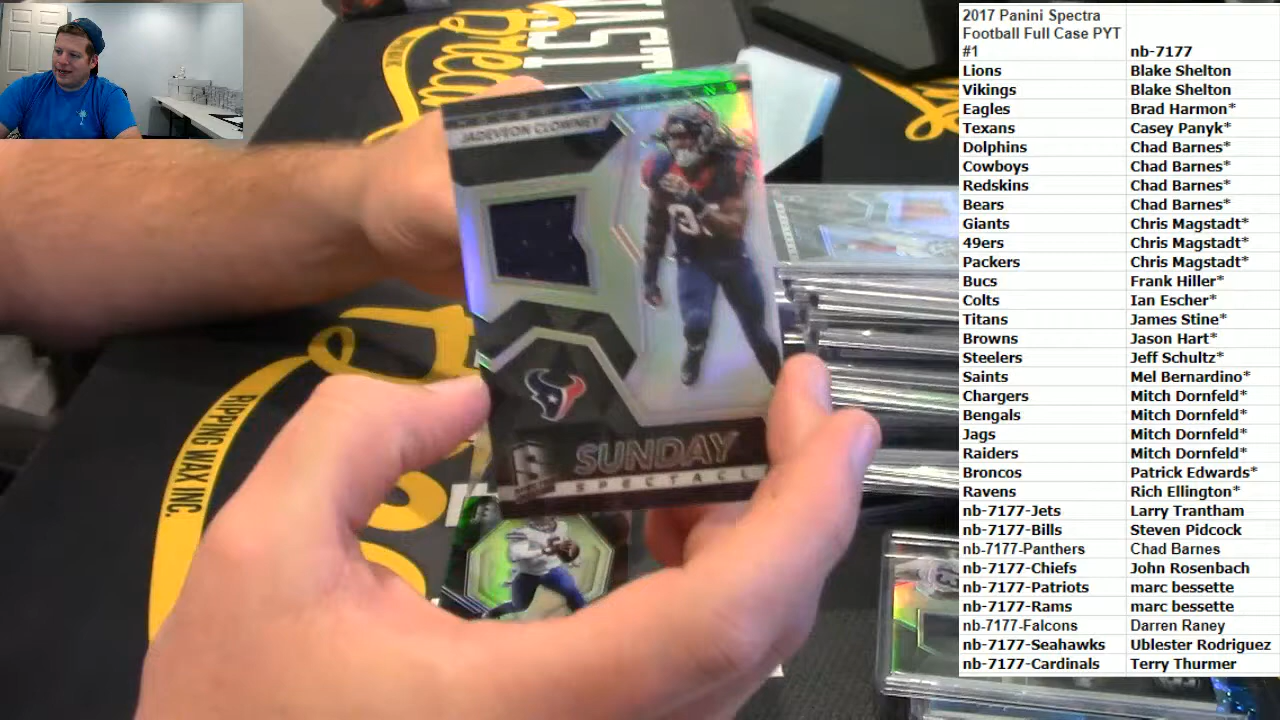 2017 Panini Spectra
Football Full Case PYT
#1 nb-7177
Lions Blake Shelton
Vikings Blake Shelton
Eagles Brad Harmon*
Texans Casey Panyk*
Dolphins Chad Barnes*
Cowboys Chad Barnes*
Redskins Chad Barnes*
Bears Chad Barnes*
Giants Chris Magstadt*
49ers Chris Magstadt*
Packers Chris Magstadt*
Bucs Frank Hiller*
Colts Ian Escher*
Titans James Stine*
Browns Jason Hart*
Steelers Jeff Schultz*
Saints Mel Bernardino*
Chargers Mitch Dornfeld*
Bengals Mitch Dornfeld*
Jags Mitch Dornfeld*
Raiders Mitch Dornfeld*
Broncos Patrick Edwards*
Ravens Rich Ellington*
nb-7177-Jets Larry Trantham
nb-7177-Bills Steven Pidcock
nb-7177-Panthers Chad Barnes
nb-7177-Chiefs John Rosenbach
nb-7177-Patriots marc bessette
nb-7177-Rams marc bessette
nb-7177-Falcons Darren Raney
nb-7177-Seahawks Ublester Rodriguez
nb-7177-Cardinals Terry Thurmer
JADEVEON CLOWNEY
SUNDAY
SPECTACL
RIPPING WAX INC.